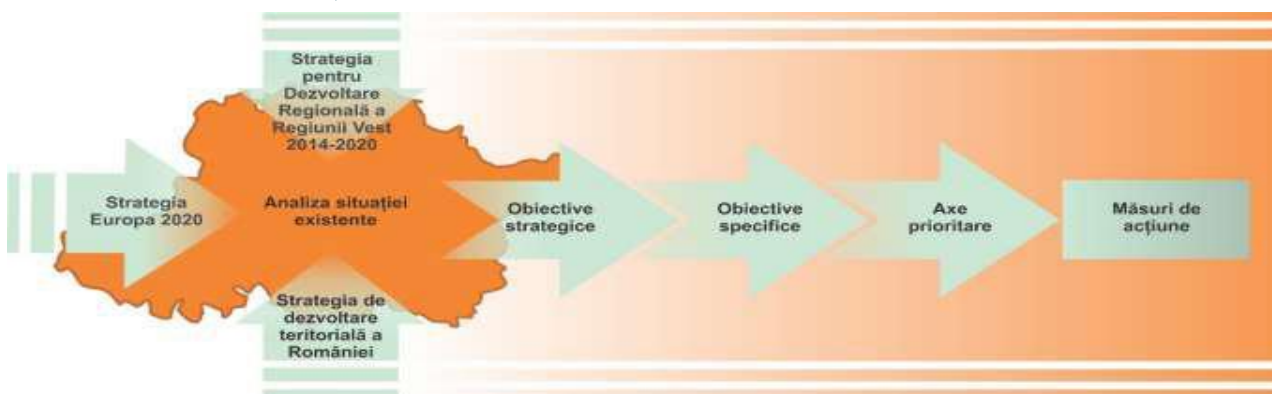 Strategia
pentru
Dezvoltare
Regională a
Regiunii Vest
2014-2020
Strategia
Europa 2020
Analiza situației
existente
Obiective
strategice
Obiective
specifice
Axe
prioritare
Măsuri de
acțiune
Strategia de
dezvoltare
teritorială a
României